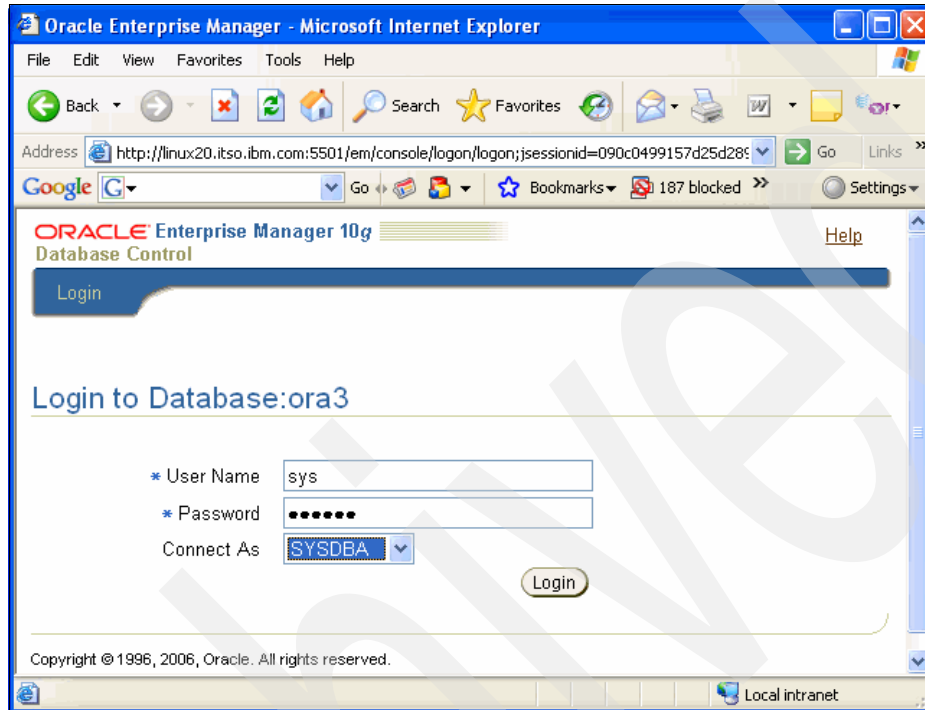 Oracle Enterprise Manager - Microsoft Internet Explorer
File Edit View Favorites Tools Help
Back Search Favorites
Address http://linux20.itso.ibm.com:5501/em/console/logon/logon;jsessionid=090c0499157d25d285 Go Links »
Google G Go Bookmarks 187 blocked » Settings
ORACLE Enterprise Manager 10g
Database Control
Help
Login
Login to Database:ora3
* User Name sys
* Password ••••••
Connect As SYSDBA
Login
Copyright © 1996, 2006, Oracle. All rights reserved.
Local intranet